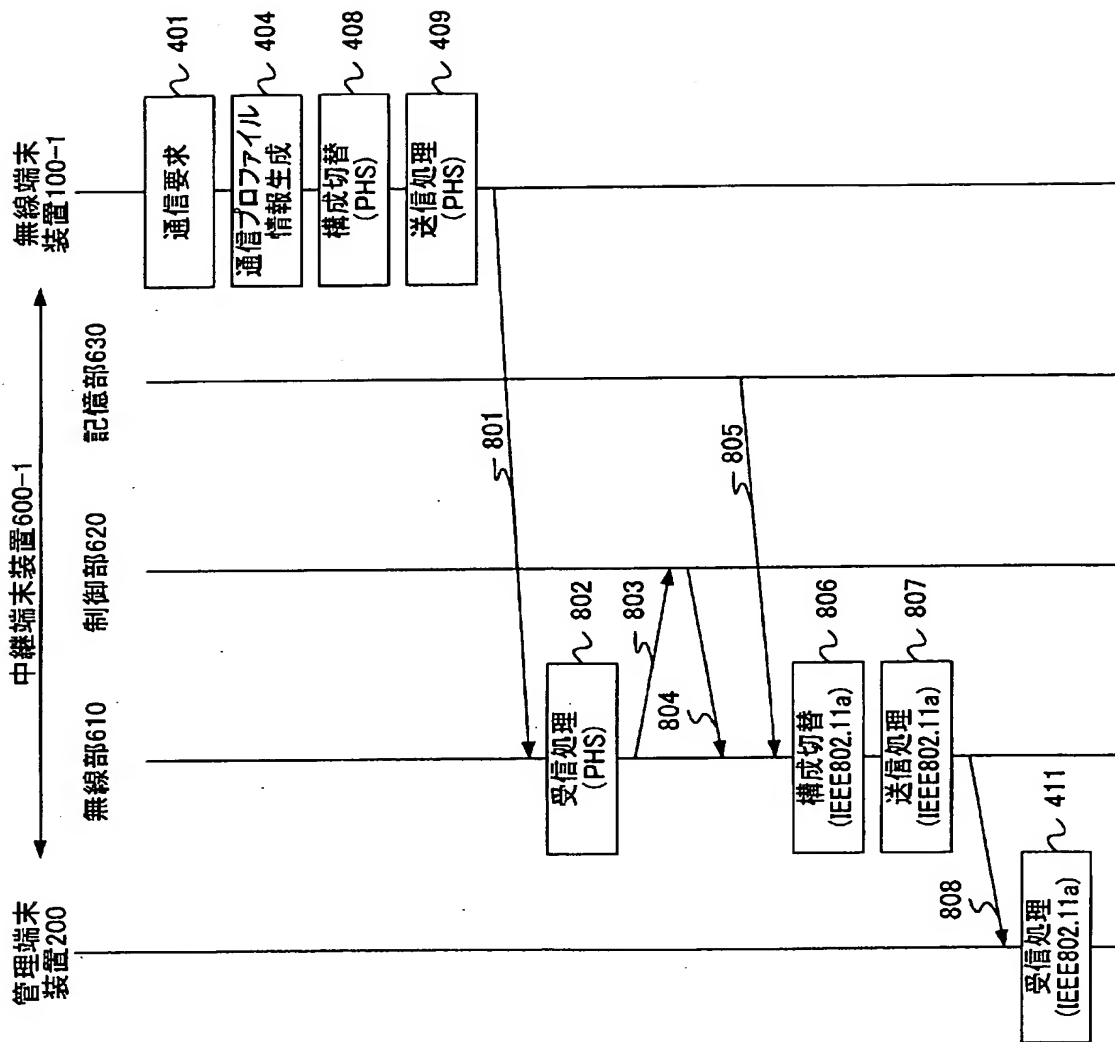 中継端末装置600-1
管理端末
装置200
無線部610
制御部620
記憶部630
無線端末
装置100-1
通信要求
401
通信プロファイル
情報生成
404
構成切替
(PHS)
408
送信処理
(PHS)
409
801
受信処理
(PHS)
802
803
804
805
構成切替
(IEEE802.11a)
806
送信処理
(IEEE802.11a)
807
808
受信処理
(IEEE802.11a)
411